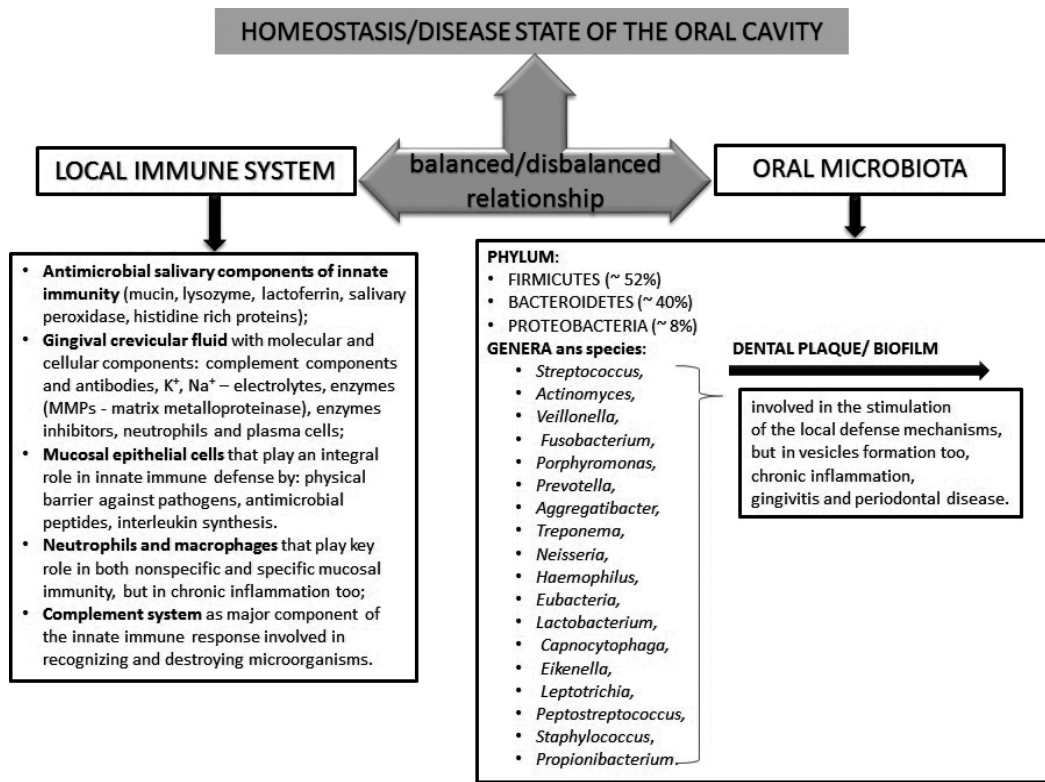 HOMEOSTASIS/DISEASE STATE OF THE ORAL CAVITY
balanced/disbalanced
relationship
LOCAL IMMUNE SYSTEM
• Antimicrobial salivary components of innate
immunity (mucin, lysozyme, lactoferrin, salivary
peroxidase, histidine rich proteins);
• Gingival crevicular fluid with molecular and
cellular components: complement components
and antibodies, K⁺, Na⁺ – electrolytes, enzymes
(MMPs - matrix metalloproteinase), enzymes
inhibitors, neutrophils and plasma cells;
• Mucosal epithelial cells that play an integral
role in innate immune defense by: physical
barrier against pathogens, antimicrobial
peptides, interleukin synthesis.
• Neutrophils and macrophages that play key
role in both nonspecific and specific mucosal
immunity, but in chronic inflammation too;
• Complement system as major component of
the innate immune response involved in
recognizing and destroying microorganisms.
ORAL MICROBIOTA
PHYLUM:
• FIRMICUTES (~ 52%)
• BACTEROIDETES (~ 40%)
• PROTEOBACTERIA (~ 8%)
GENERA ans species:
• Streptococcus,
• Actinomyces,
• Veillonella,
• Fusobacterium,
• Porphyromonas,
• Prevotella,
• Aggregatibacter,
• Treponema,
• Neisseria,
• Haemophilus,
• Eubacteria,
• Lactobacterium,
• Capnocytophaga,
• Eikenella,
• Leptotrichia,
• Peptostreptococcus,
• Staphylococcus,
• Propionibacterium.
DENTAL PLAQUE/ BIOFILM
involved in the stimulation
of the local defense mechanisms,
but in vesicles formation too,
chronic inflammation,
gingivitis and periodontal disease.